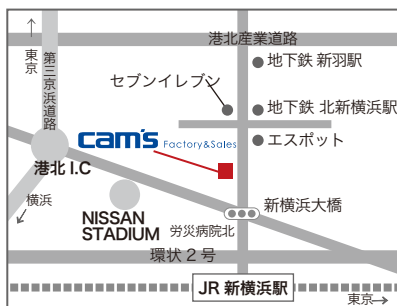 港北産業道路
東京
第三京浜道路
地下鉄 新羽駅
セブンイレブン
地下鉄 北新横浜駅
cam's Factory&Sales
エスポット
港北 I.C
横浜
NISSAN
STADIUM
新横浜大橋
労災病院北
環状 2 号
JR 新横浜駅
東京→